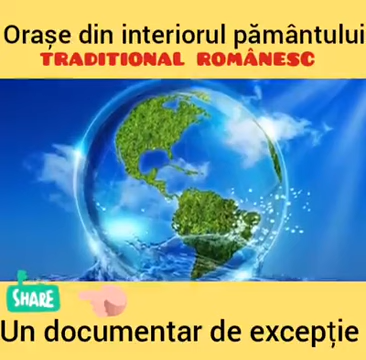 Orașe din interiorul pământului
TRADITIONAL ROMÂNESC
SHARE
Un documentar de excepție